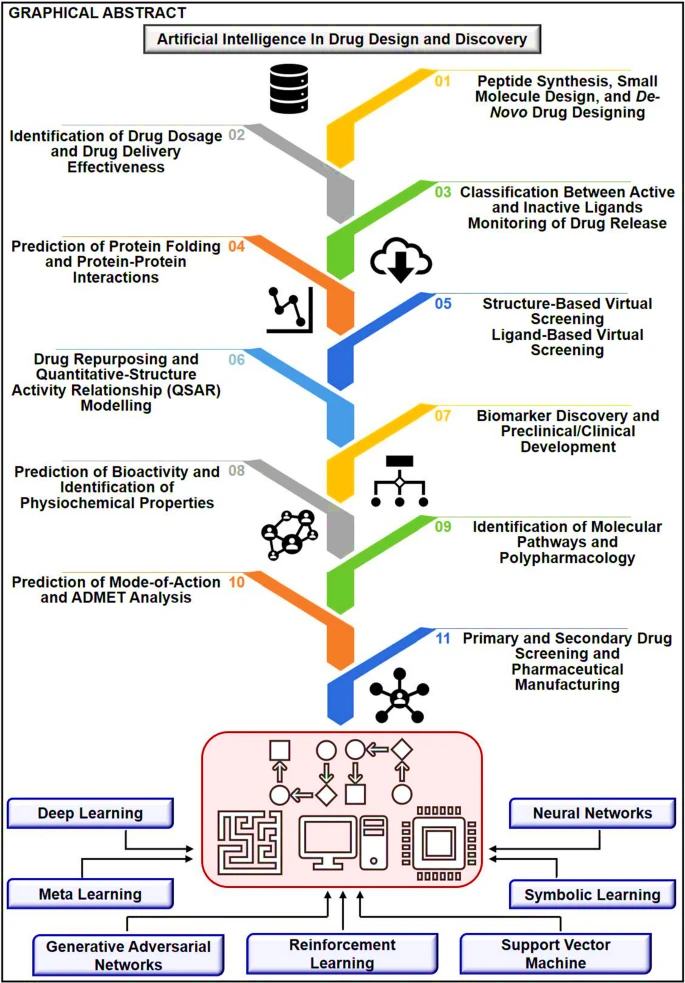 GRAPHICAL ABSTRACT
Artificial Intelligence In Drug Design and Discovery
01
Peptide Synthesis, Small
Molecule Design, and De-
Novo Drug Designing
02
Identification of Drug Dosage
and Drug Delivery
Effectiveness
03
Classification Between Active
and Inactive Ligands
Monitoring of Drug Release
04
Prediction of Protein Folding
and Protein-Protein
Interactions
05
Structure-Based Virtual
Screening
Ligand-Based Virtual
Screening
06
Drug Repurposing and
Quantitative-Structure
Activity Relationship (QSAR)
Modelling
07
Biomarker Discovery and
Preclinical/Clinical
Development
08
Prediction of Bioactivity and
Identification of
Physiochemical Properties
09
Identification of Molecular
Pathways and
Polypharmacology
10
Prediction of Mode-of-Action
and ADMET Analysis
11
Primary and Secondary Drug
Screening and
Pharmaceutical
Manufacturing
Deep Learning
Neural Networks
Meta Learning
Symbolic Learning
Generative Adversarial
Networks
Reinforcement
Learning
Support Vector
Machine